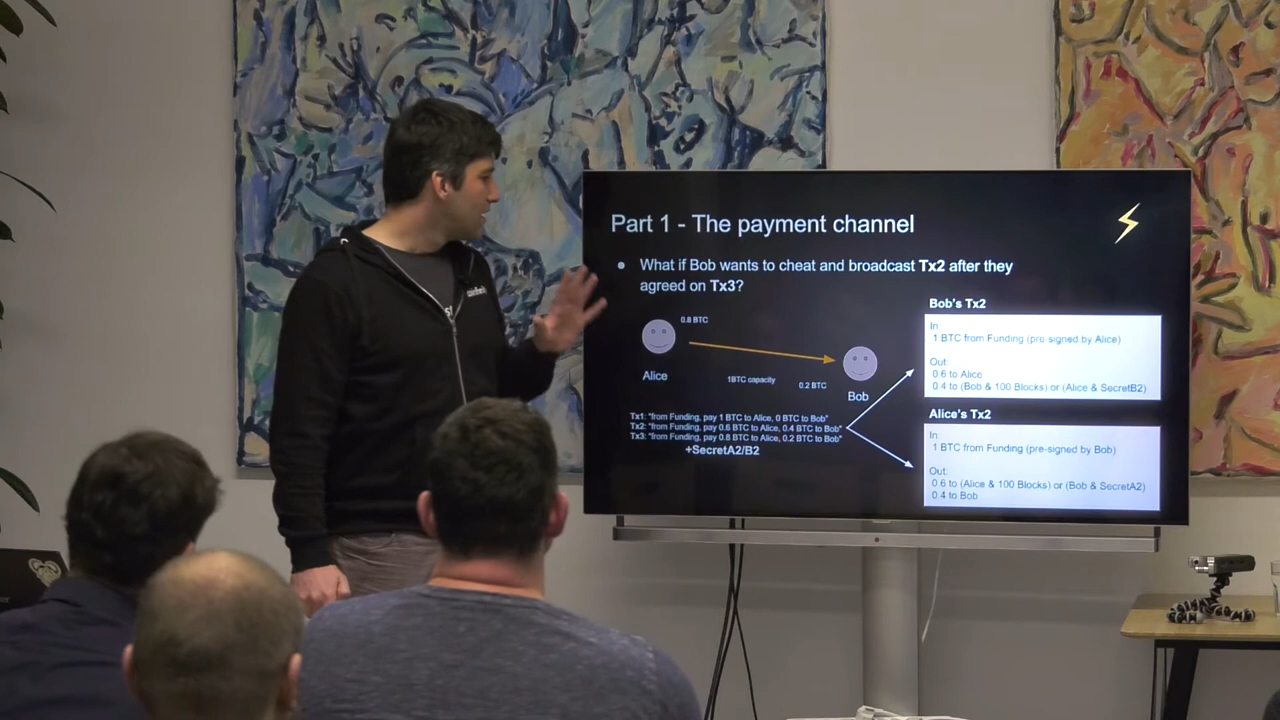 Part 1 - The payment channel
● What if Bob wants to cheat and broadcast Tx2 after they
agreed on Tx3?
0.8 BTC
Alice
1BTC capacity
0.2 BTC
Bob
Tx1: "from Funding, pay 1 BTC to Alice, 0 BTC to Bob"
Tx2: "from Funding, pay 0.6 BTC to Alice, 0.4 BTC to Bob"
Tx3: "from Funding, pay 0.8 BTC to Alice, 0.2 BTC to Bob"
+SecretA2/B2
Bob's Tx2
In:
1 BTC from Funding (pre-signed by Alice)
Out:
0.6 to Alice
0.4 to (Bob & 100 Blocks) or (Alice & SecretB2)
Alice's Tx2
In:
1 BTC from Funding (pre-signed by Bob)
Out:
0.6 to (Alice & 100 Blocks) or (Bob & SecretA2)
0.4 to Bob